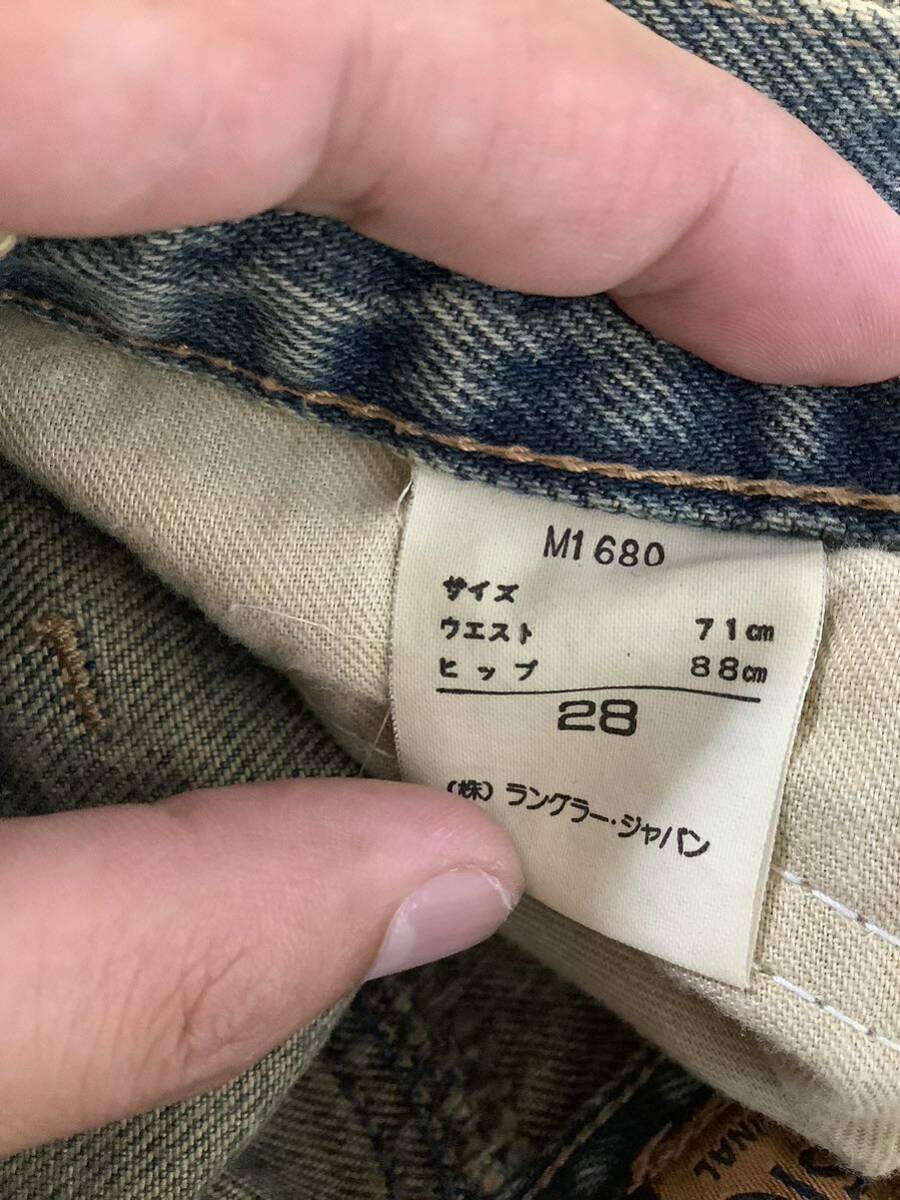 M1680
サイズ
ウエスト 71cm
ヒップ 88cm
28
(株)ラングラー・ジャパン